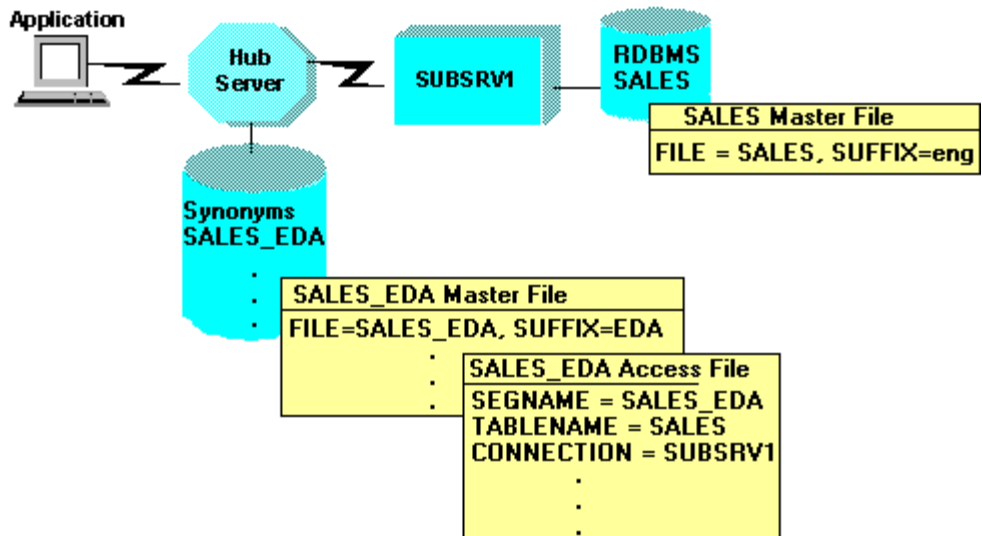 Application
Hub
Server
SUBSRV1
RDBMS
SALES
SALES Master File
FILE = SALES, SUFFIX=eng
Synonyms
SALES_EDA
.
.
.
SALES_EDA Master File
FILE=SALES_EDA, SUFFIX=EDA
.
.
.
SALES_EDA Access File
SEGNAME = SALES_EDA
TABLENAME = SALES
CONNECTION = SUBSRV1
.
.
.